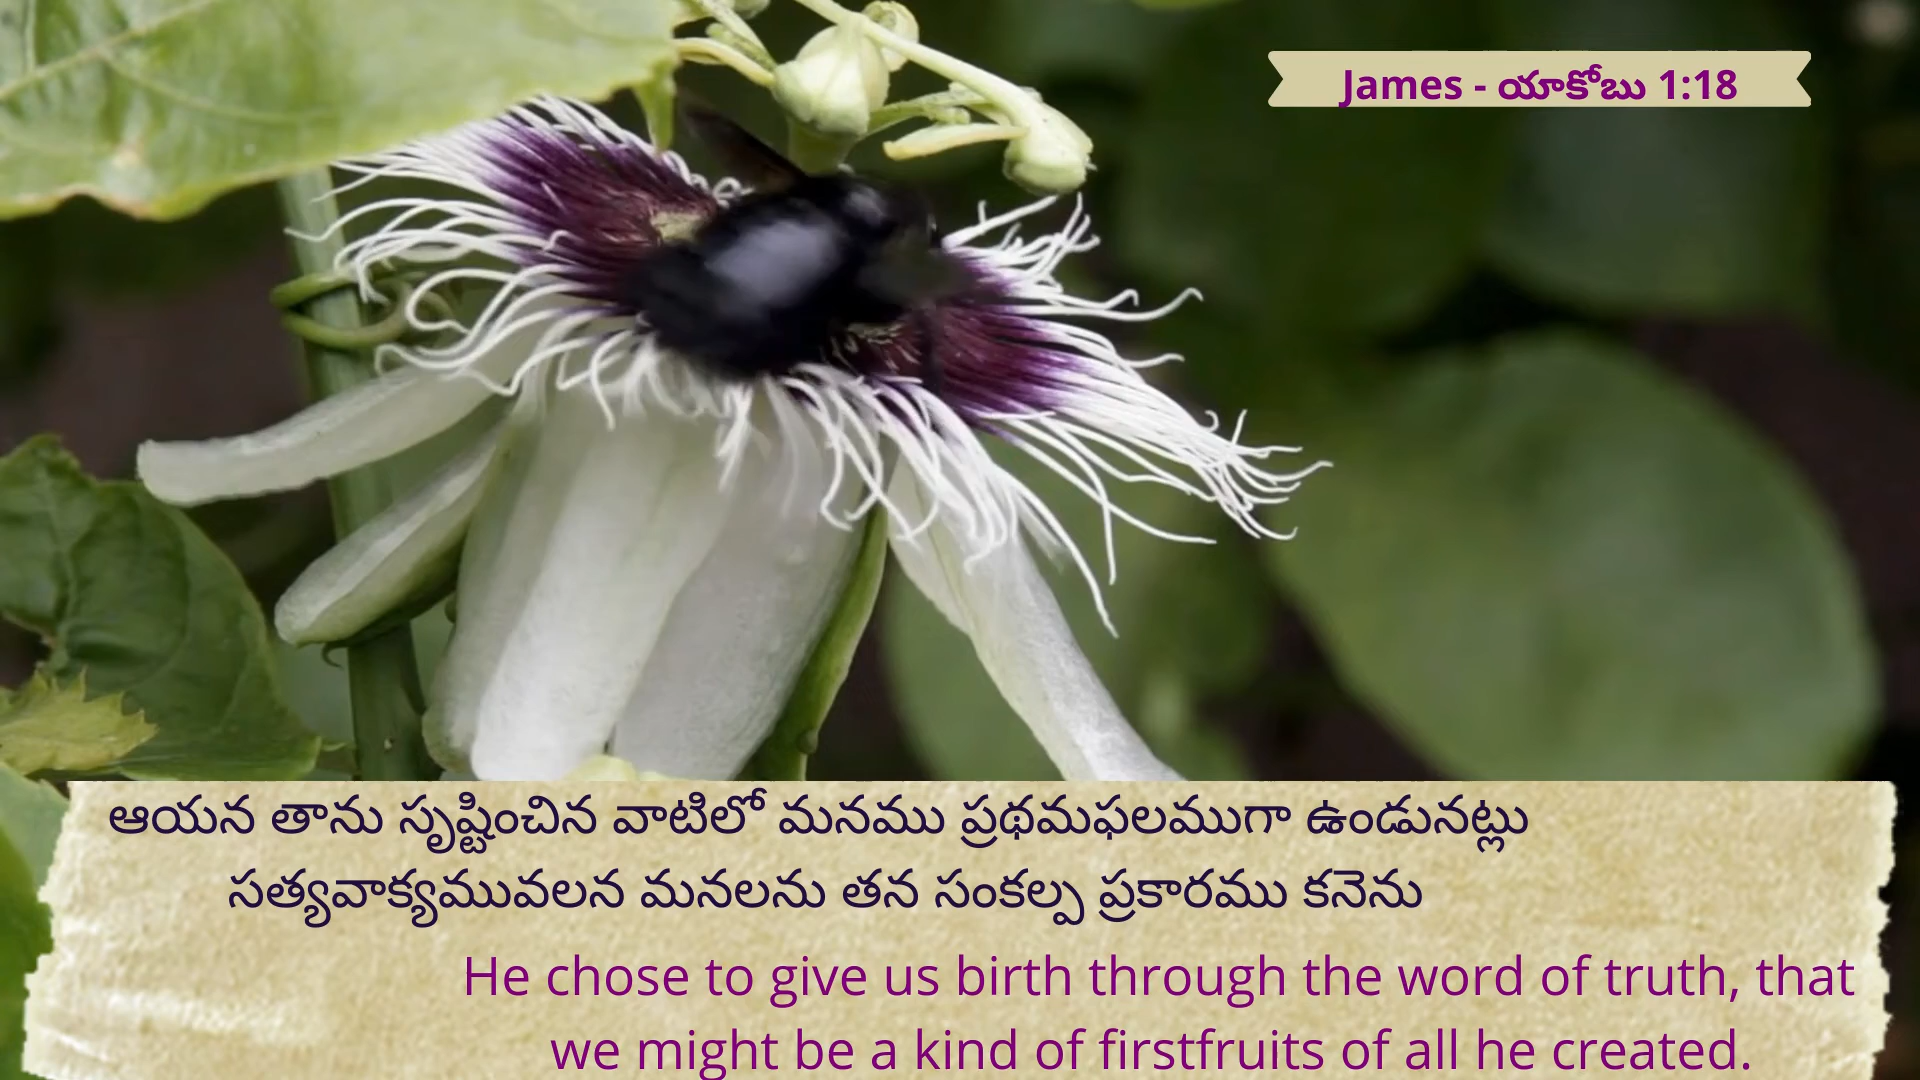 James - యాకోబు 1:18
ఆయన తాను సృష్టించిన వాటిలో మనము ప్రథమఫలముగా ఉండునట్లు
సత్యవాక్యమువలన మనలను తన సంకల్ప ప్రకారము కనెను
He chose to give us birth through the word of truth, that
we might be a kind of firstfruits of all he created.